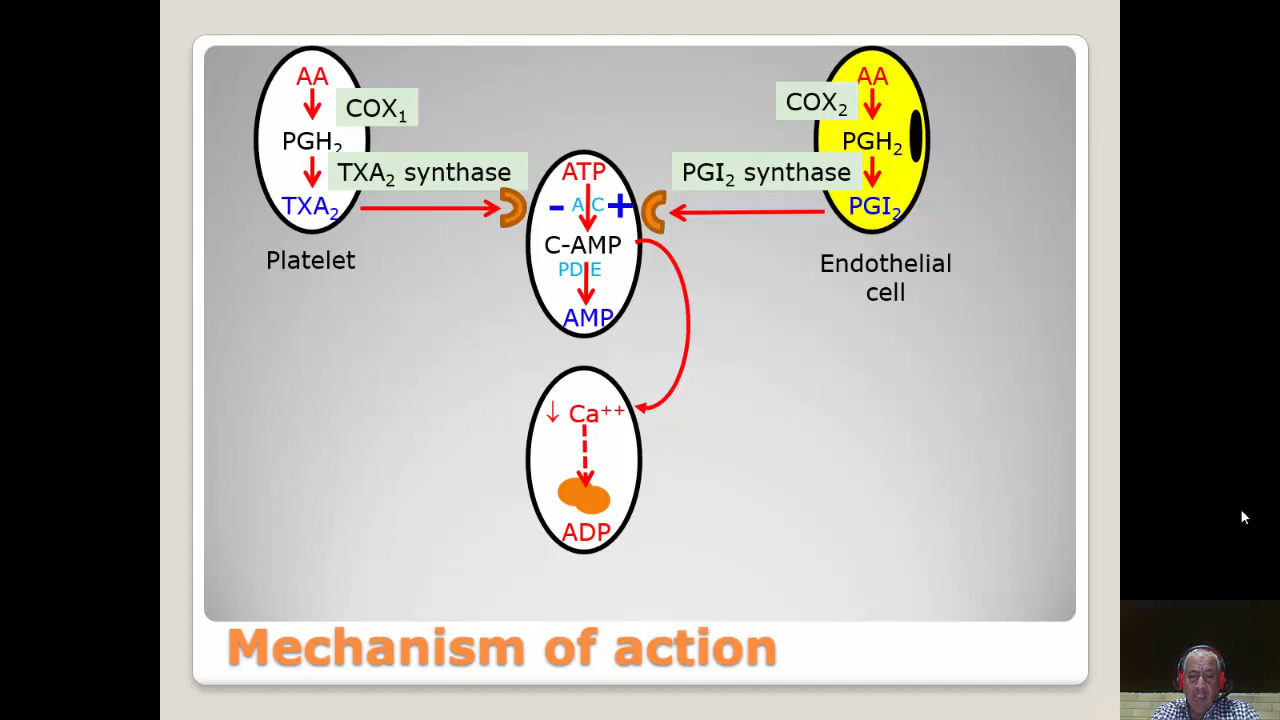 AA
COX₁
PGH₂
TXA₂ synthase
TXA₂
Platelet
AA
COX₂
PGH₂
PGI₂ synthase
PGI₂
Endothelial
cell
ATP
- AC +
C-AMP
PDE
AMP
↓ Ca⁺⁺
ADP
Mechanism of action